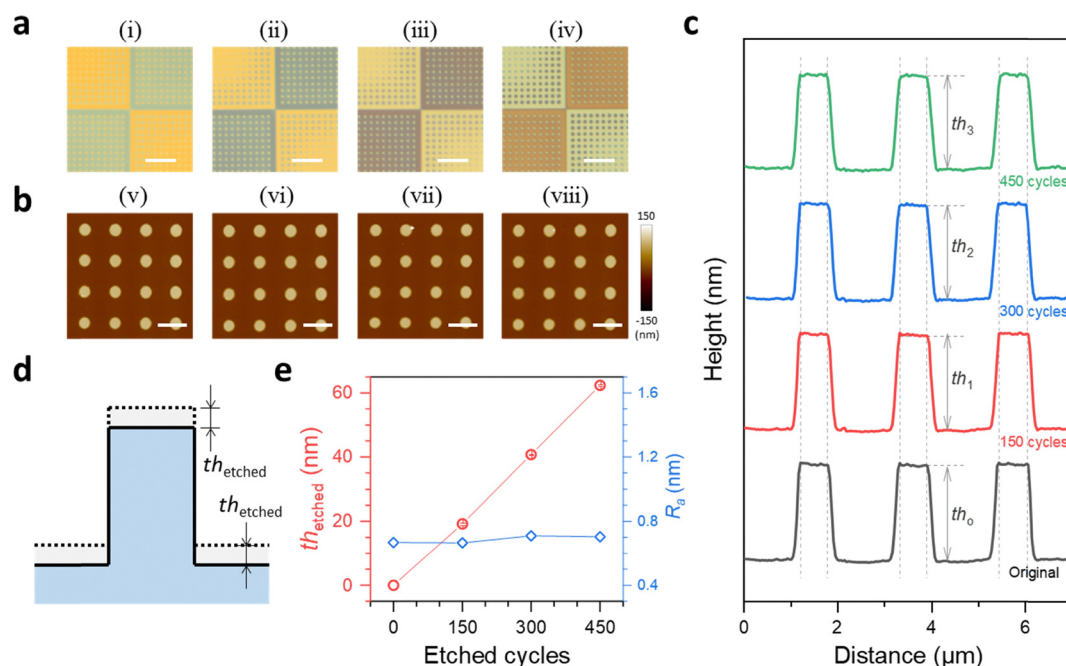 a
(i) (ii) (iii) (iv)
b
(v) (vi) (vii) (viii)
150
-150
(nm)
c
Height (nm)
th3
450 cycles
th2
300 cycles
th1
150 cycles
tho
Original
0 2 4 6
Distance (µm)
d
thetched
thetched
e
thetched (nm)
60
40
20
0
Ra (nm)
1.6
1.2
0.8
0.4
0 150 300 450
Etched cycles